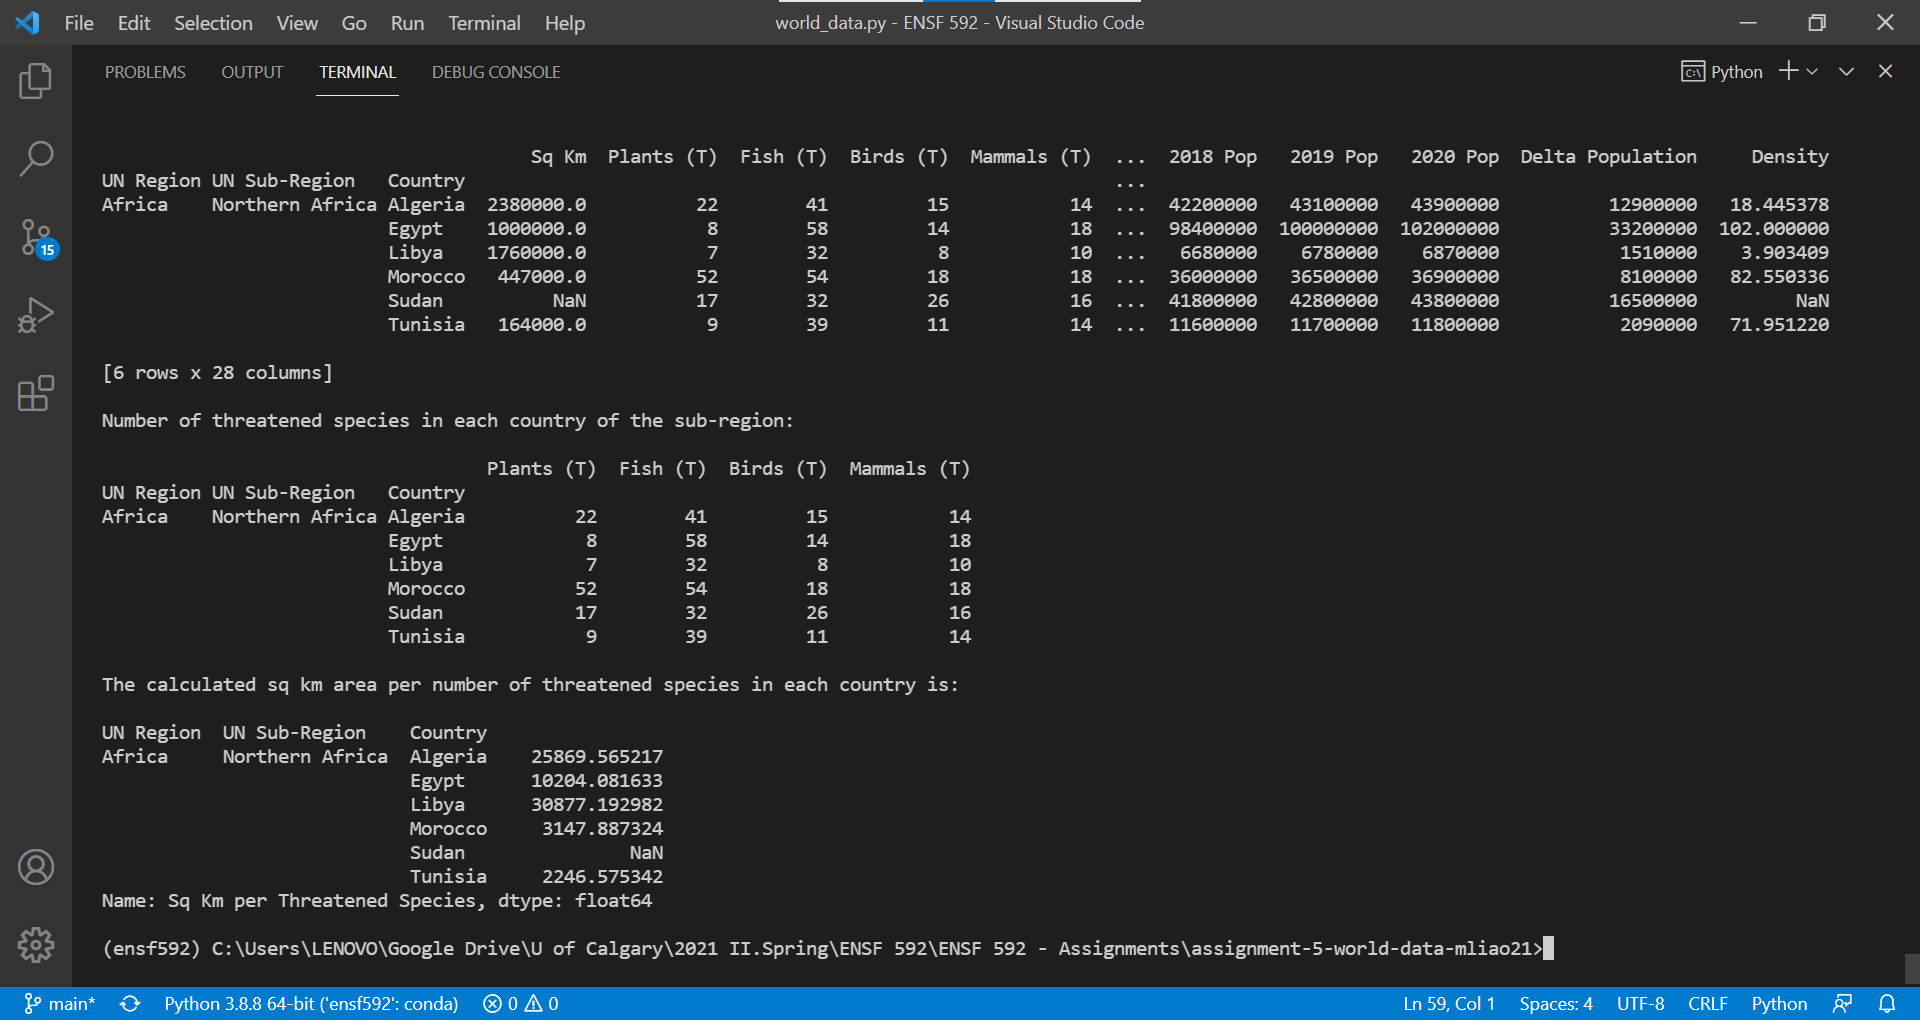 File Edit Selection View Go Run Terminal Help world_data.py - ENSF 592 - Visual Studio Code
PROBLEMS OUTPUT TERMINAL DEBUG CONSOLE Python
Sq Km Plants (T) Fish (T) Birds (T) Mammals (T) ... 2018 Pop 2019 Pop 2020 Pop Delta Population Density
UN Region UN Sub-Region Country ...
Africa Northern Africa Algeria 2380000.0 22 41 15 14 ... 42200000 43100000 43900000 12900000 18.445378
Egypt 1000000.0 8 58 14 18 ... 98400000 100000000 102000000 33200000 102.000000
Libya 1760000.0 7 32 8 10 ... 6680000 6780000 6870000 1510000 3.903409
Morocco 447000.0 52 54 18 18 ... 36000000 36500000 36900000 8100000 82.550336
Sudan NaN 17 32 26 16 ... 41800000 42800000 43800000 16500000 NaN
Tunisia 164000.0 9 39 11 14 ... 11600000 11700000 11800000 2090000 71.951220
[6 rows x 28 columns]
Number of threatened species in each country of the sub-region:
Plants (T) Fish (T) Birds (T) Mammals (T)
UN Region UN Sub-Region Country
Africa Northern Africa Algeria 22 41 15 14
Egypt 8 58 14 18
Libya 7 32 8 10
Morocco 52 54 18 18
Sudan 17 32 26 16
Tunisia 9 39 11 14
The calculated sq km area per number of threatened species in each country is:
UN Region UN Sub-Region Country
Africa Northern Africa Algeria 25869.565217
Egypt 10204.081633
Libya 30877.192982
Morocco 3147.887324
Sudan NaN
Tunisia 2246.575342
Name: Sq Km per Threatened Species, dtype: float64
(ensf592) C:\Users\LENOVO\Google Drive\U of Calgary\2021 II.Spring\ENSF 592\ENSF 592 - Assignments\assignment-5-world-data-mliao21>
15
main* Python 3.8.8 64-bit ('ensf592': conda) 0 0 Ln 59, Col 1 Spaces: 4 UTF-8 CRLF Python